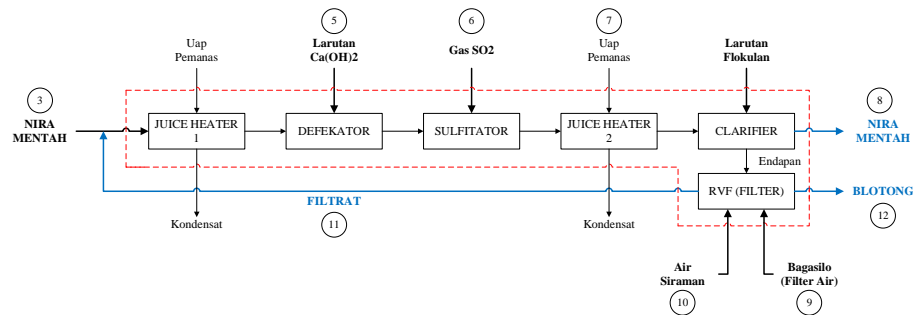 5
6
7
Uap
Pemanas
Larutan
Ca(OH)2
Gas SO2
Uap
Pemanas
Larutan
Flokulan
3
8
NIRA
MENTAH
JUICE HEATER
1
DEFEKATOR
SULFITATOR
JUICE HEATER
2
CLARIFIER
NIRA
MENTAH
Endapan
RVF (FILTER)
BLOTONG
12
FILTRAT
11
Kondensat
Kondensat
Air
Siraman
10
Bagasilo
(Filter Air)
9